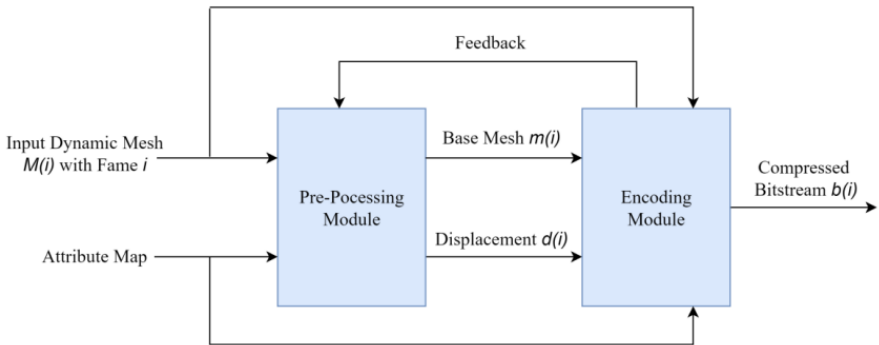 Feedback
Input Dynamic Mesh
M(i) with Fame i
Base Mesh m(i)
Compressed
Bitstream b(i)
Pre-Pocessing
Module
Encoding
Module
Displacement d(i)
Attribute Map